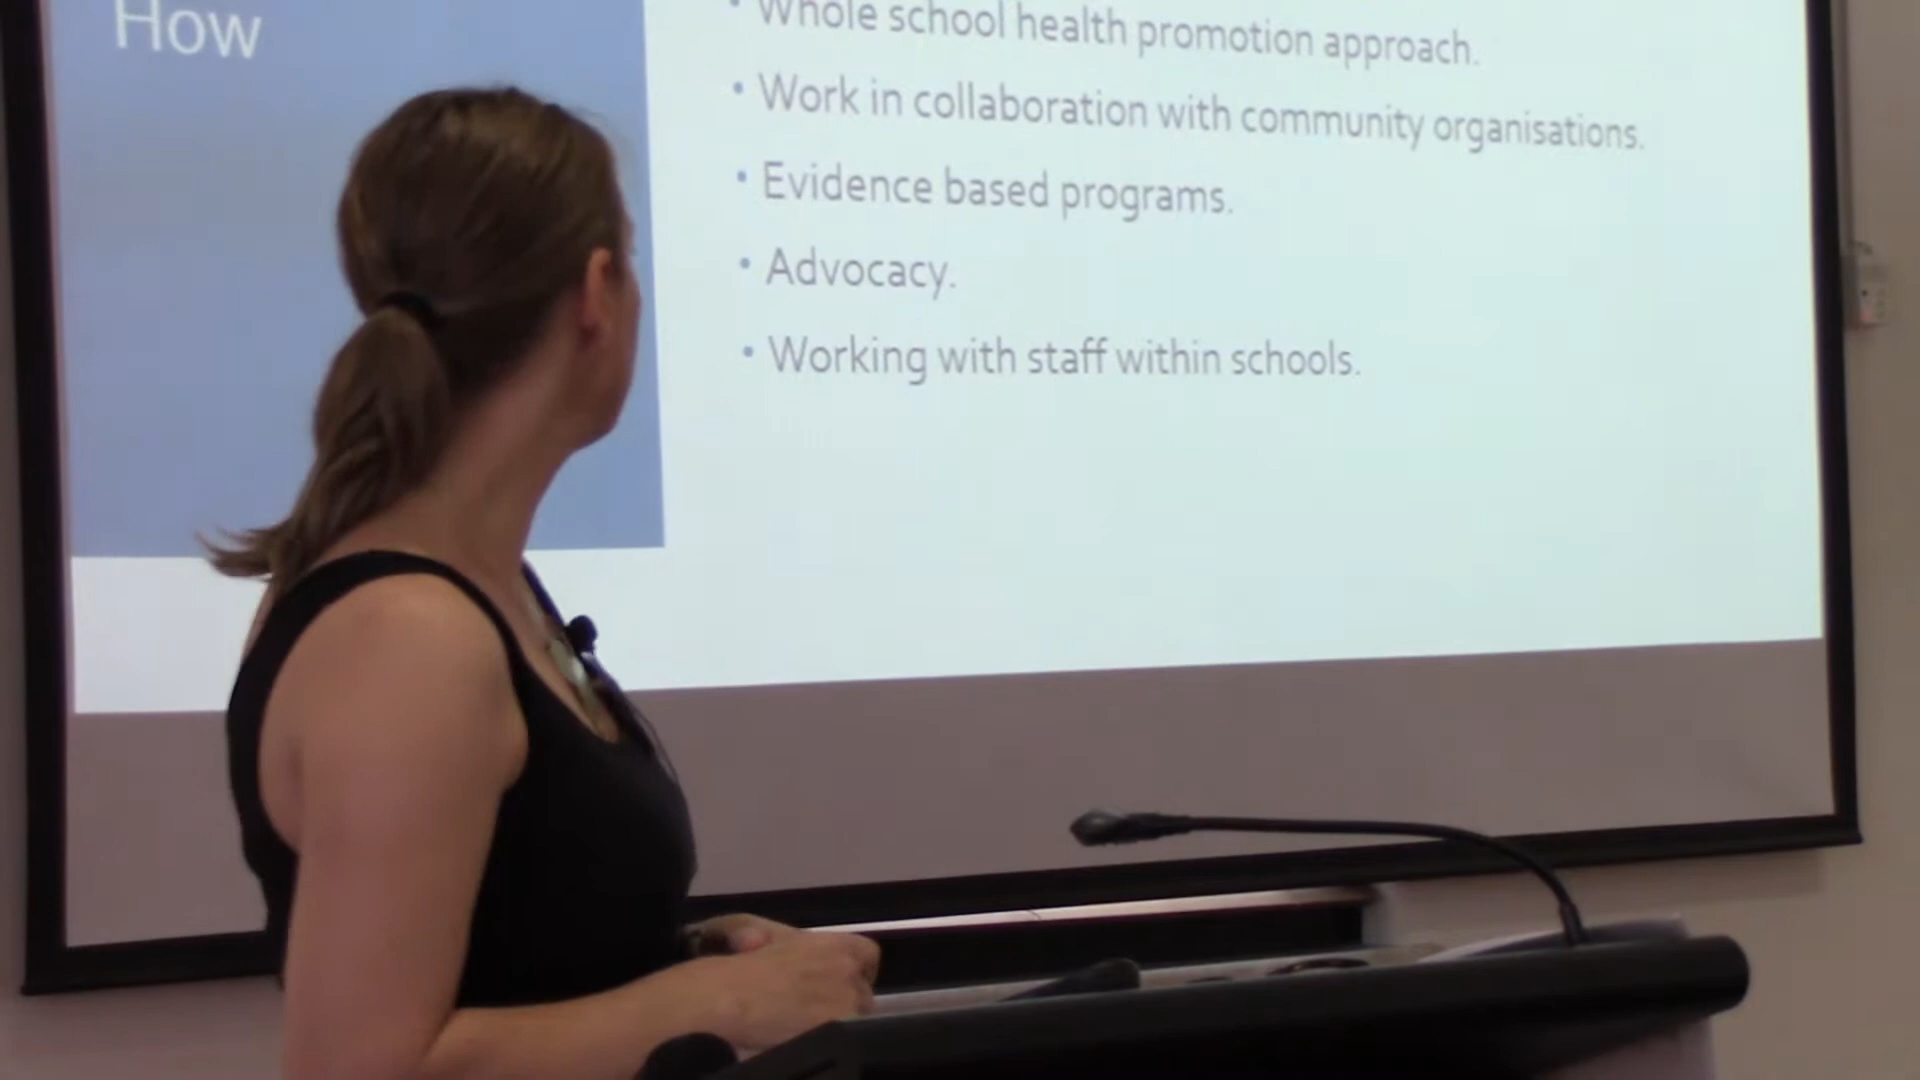 How
• Whole school health promotion approach.
• Work in collaboration with community organisations.
• Evidence based programs.
• Advocacy.
• Working with staff within schools.